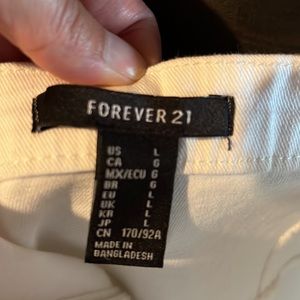 FOREVER 21
US L
CA G
MX/ECU G
BR G
EU L
UK L
KR L
JP L
CN 170/92A
MADE IN
BANGLADESH